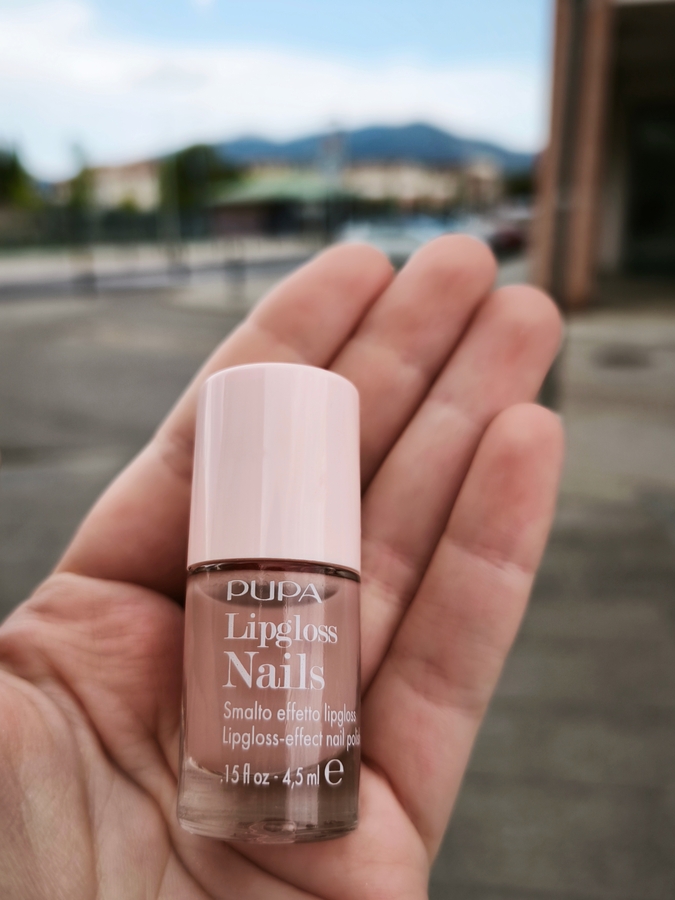 PUPA
Lipgloss
Nails
Smalto effetto lipgloss
Lipgloss-effect nail
.15 fl oz - 4,5 ml e